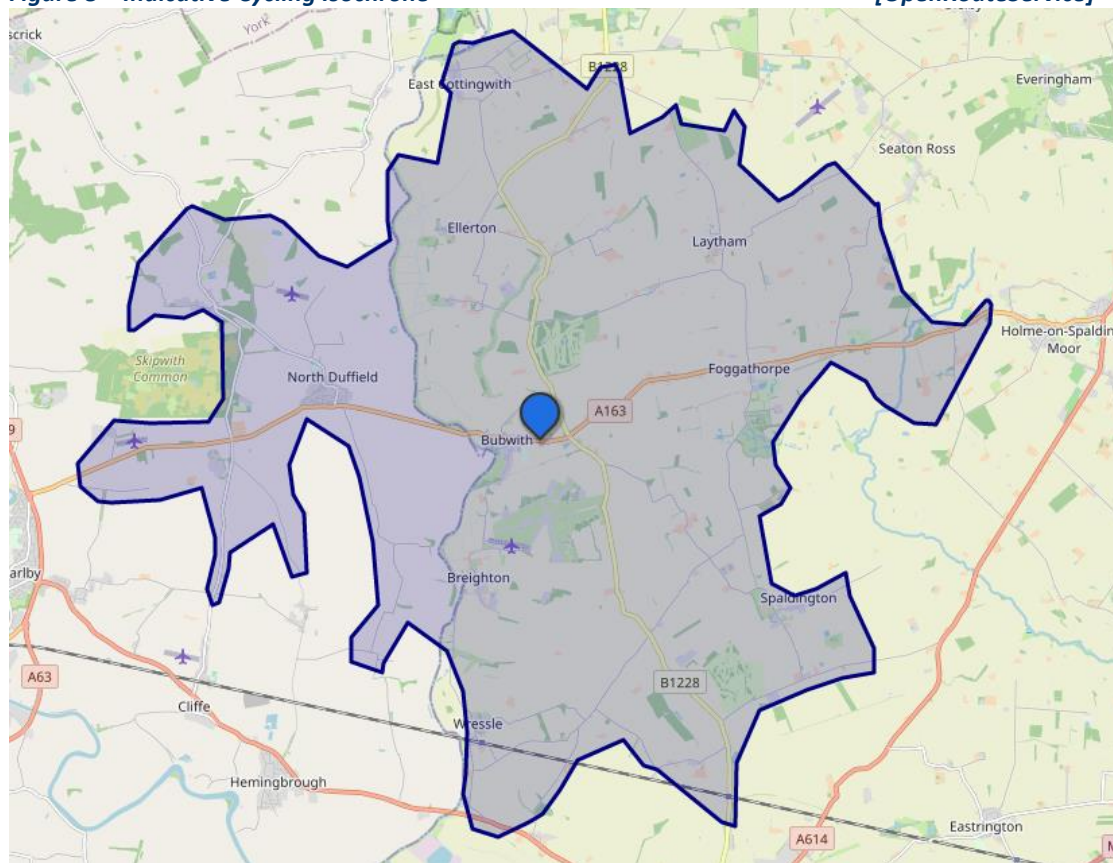 York
B1228
East Cottingwith
Everingham
Seaton Ross
Ellerton
Laytham
Holme-on-Spalding
Moor
Skipwith
Common
North Duffield
Foggathorpe
A163
Bubwith
Breighton
Spaldington
A63
B1228
Cliffe
Wressle
Hemingbrough
Eastrington
A614